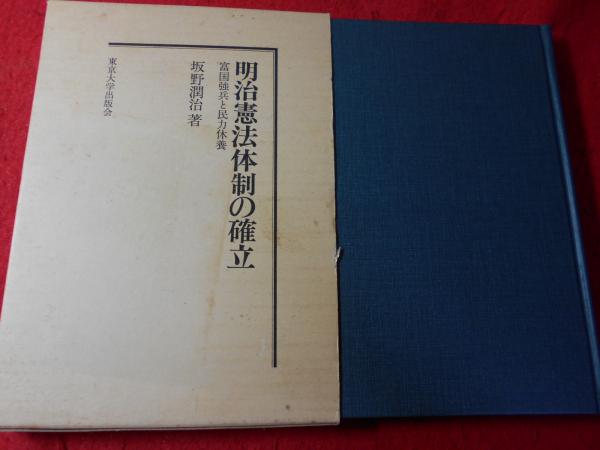 明治憲法体制の確立
富国強兵と民力休養
坂野潤治 著
東京大学出版会